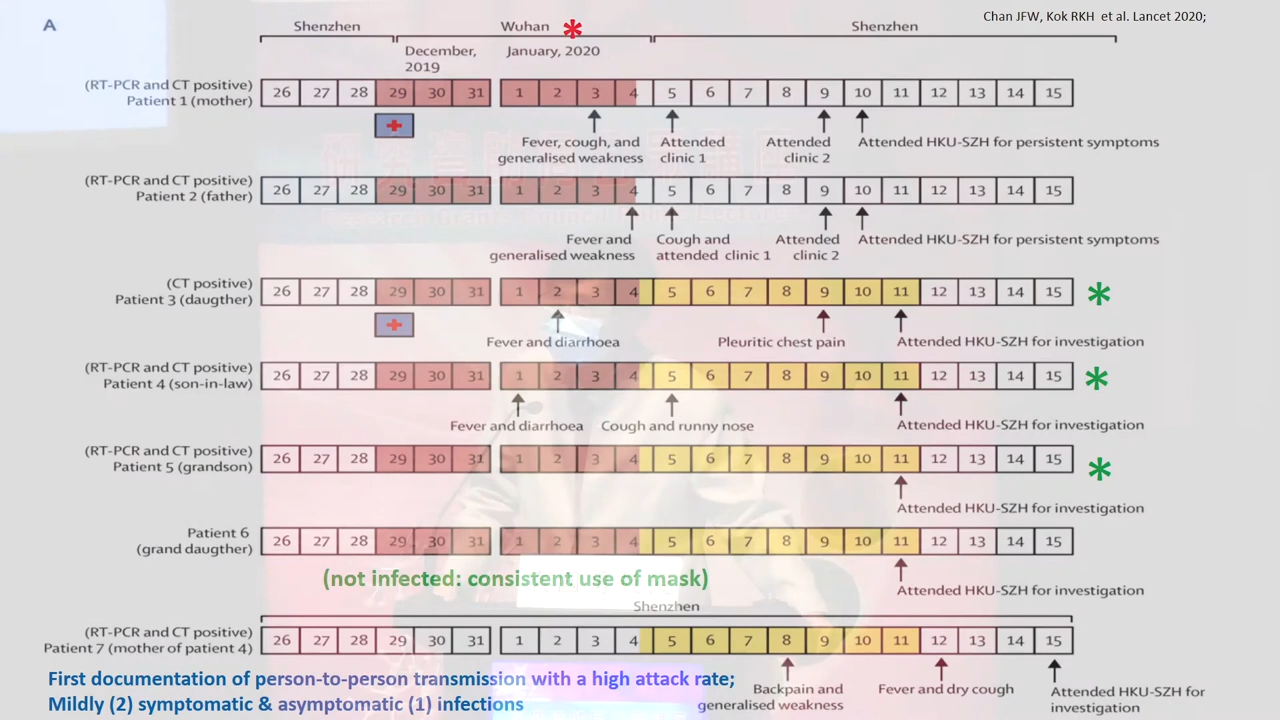 A
Chan JFW, Kok RKH et al. Lancet 2020;
Shenzhen
Wuhan *
Shenzhen
December, 2019
January, 2020
(RT-PCR and CT positive)
Patient 1 (mother)
26 27 28 29 30 31 1 2 3 4 5 6 7 8 9 10 11 12 13 14 15
Fever, cough, and generalised weakness
Attended clinic 1
Attended clinic 2
Attended HKU-SZH for persistent symptoms
(RT-PCR and CT positive)
Patient 2 (father)
26 27 28 29 30 31 1 2 3 4 5 6 7 8 9 10 11 12 13 14 15
Fever and generalised weakness
Cough and attended clinic 1
Attended clinic 2
Attended HKU-SZH for persistent symptoms
(CT positive)
Patient 3 (daugther)
26 27 28 29 30 31 1 2 3 4 5 6 7 8 9 10 11 12 13 14 15 *
Fever and diarrhoea
Pleuritic chest pain
Attended HKU-SZH for investigation
(RT-PCR and CT positive)
Patient 4 (son-in-law)
26 27 28 29 30 31 1 2 3 4 5 6 7 8 9 10 11 12 13 14 15 *
Fever and diarrhoea
Cough and runny nose
Attended HKU-SZH for investigation
(RT-PCR and CT positive)
Patient 5 (grandson)
26 27 28 29 30 31 1 2 3 4 5 6 7 8 9 10 11 12 13 14 15 *
Attended HKU-SZH for investigation
Patient 6
(grand daugther)
26 27 28 29 30 31 1 2 3 4 5 6 7 8 9 10 11 12 13 14 15
(not infected: consistent use of mask)
Attended HKU-SZH for investigation
Shenzhen
(RT-PCR and CT positive)
Patient 7 (mother of patient 4)
26 27 28 29 30 31 1 2 3 4 5 6 7 8 9 10 11 12 13 14 15
Backpain and generalised weakness
Fever and dry cough
Attended HKU-SZH for investigation
First documentation of person-to-person transmission with a high attack rate;
Mildly (2) symptomatic & asymptomatic (1) infections